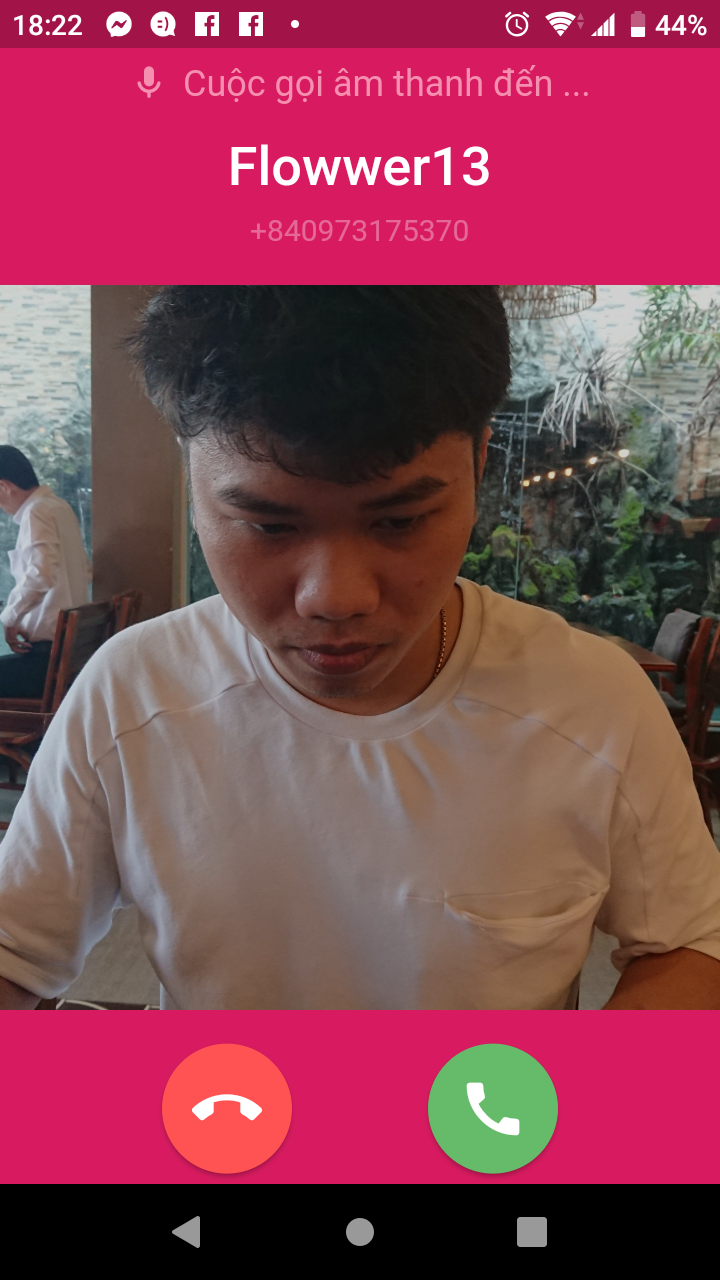 18:22 44%
Cuộc gọi âm thanh đến ...
Flowwer13
+840973175370